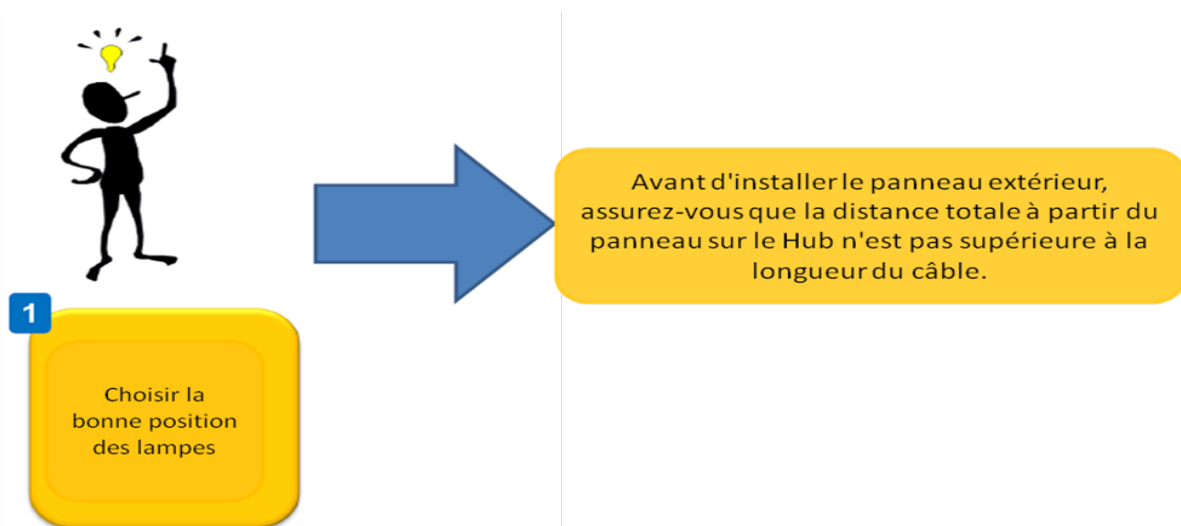 Avant d'installer le panneau extérieur,
assurez-vous que la distance totale à partir du
panneau sur le Hub n'est pas supérieure à la
longueur du câble.
1
Choisir la
bonne position
des lampes